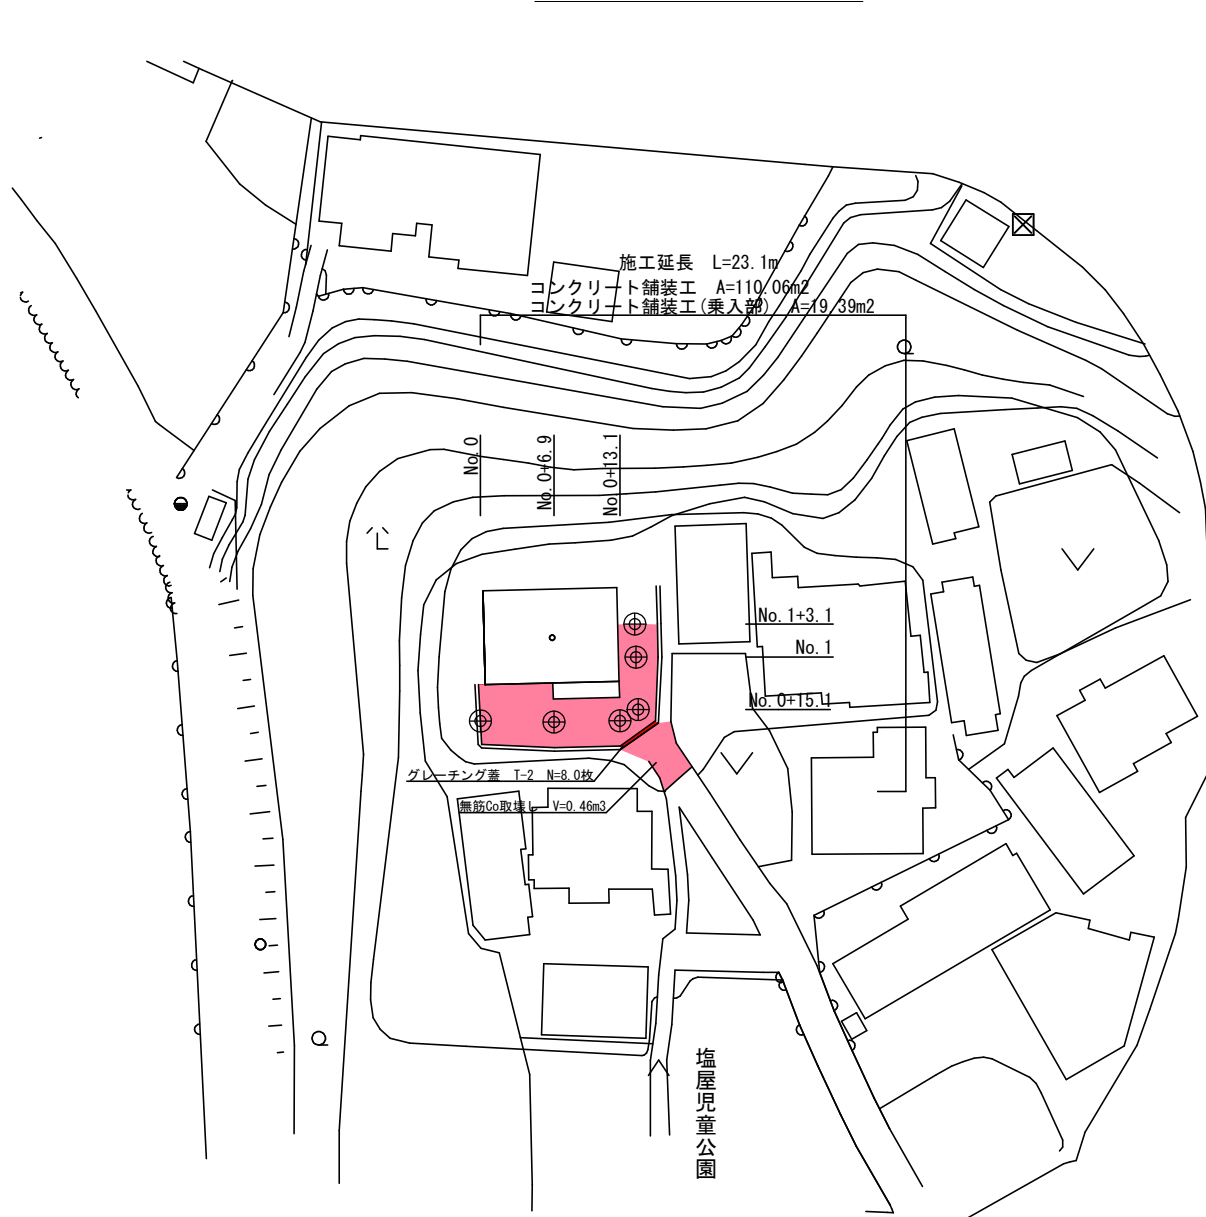 施工延長 L=23.1m
コンクリート舗装工 A=110.06m2
コンクリート舗装工(乗入部) A=19.39m2
No.0
No.0+6.9
No.0+13.1
No.1+3.1
No.1
No.0+15.1
グレーチング蓋 T-2 N=8.0枚
無筋Co取壊し V=0.46m3
塩屋児童公園